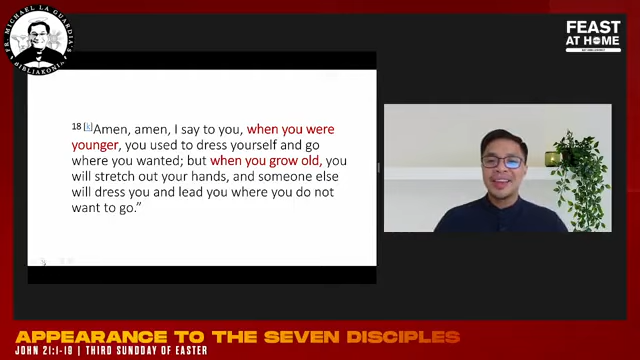 FR. MICHAEL LA GUARDIA'S
BIBLIAKONIA
FEAST
AT HOME
18 [k]Amen, amen, I say to you, when you were
younger, you used to dress yourself and go
where you wanted; but when you grow old, you
will stretch out your hands, and someone else
will dress you and lead you where you do not
want to go.”
APPEARANCE TO THE SEVEN DISCIPLES
JOHN 21:1-19 | THIRD SUNDDAY OF EASTER